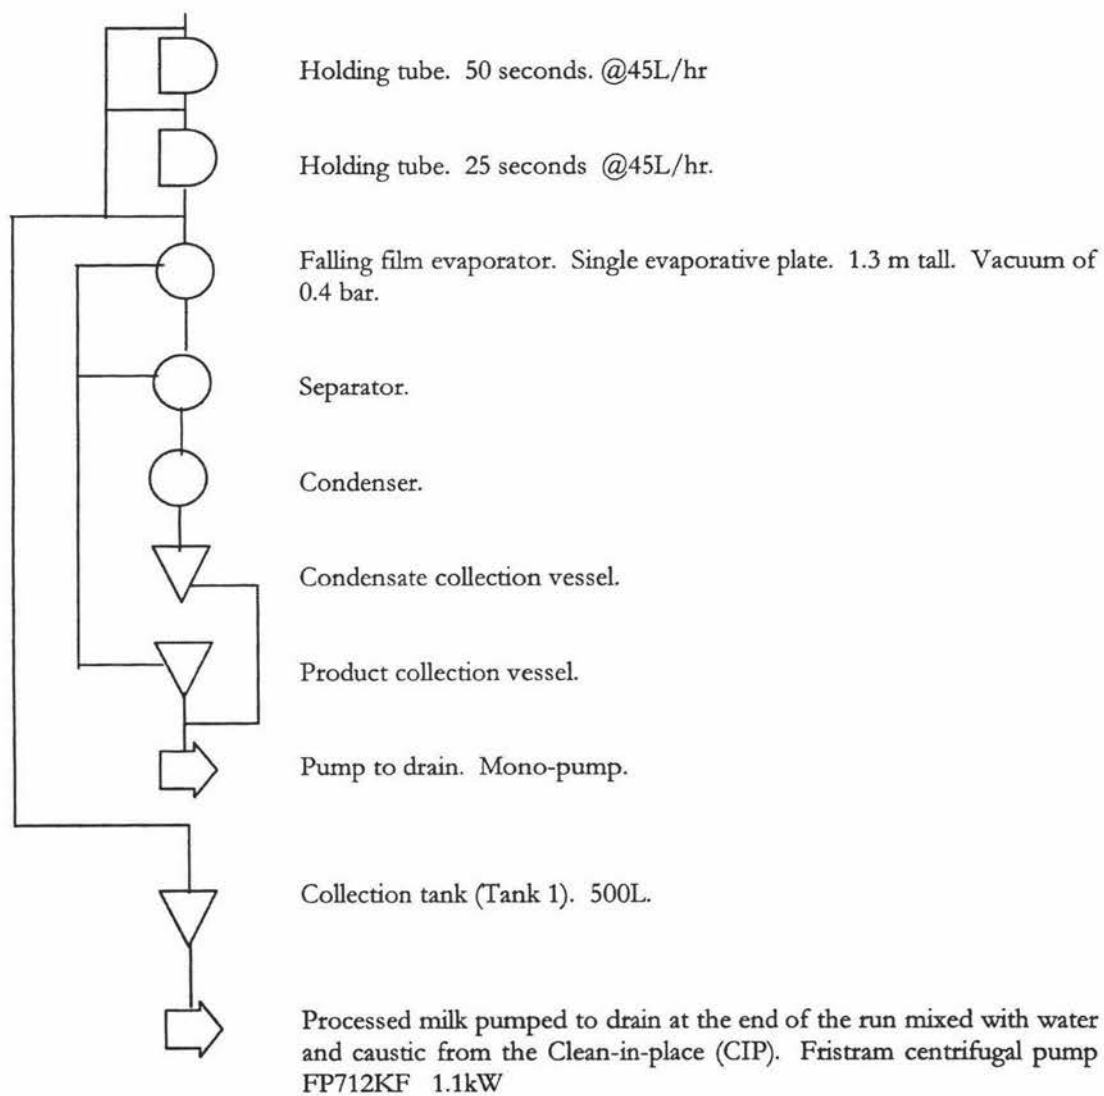 Holding tube. 50 seconds. @45L/hr
Holding tube. 25 seconds @45L/hr.
Falling film evaporator. Single evaporative plate. 1.3 m tall. Vacuum of
0.4 bar.
Separator.
Condenser.
Condensate collection vessel.
Product collection vessel.
Pump to drain. Mono-pump.
Collection tank (Tank 1). 500L.
Processed milk pumped to drain at the end of the run mixed with water
and caustic from the Clean-in-place (CIP). Fristram centrifugal pump
FP712KF 1.1kW